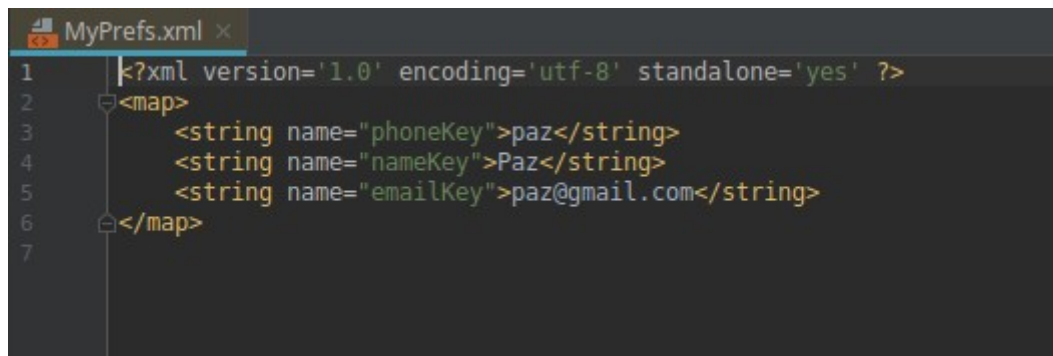 MyPrefs.xml
1 <?xml version='1.0' encoding='utf-8' standalone='yes' ?>
2 <map>
3 <string name="phoneKey">paz</string>
4 <string name="nameKey">Paz</string>
5 <string name="emailKey">paz@gmail.com</string>
6 </map>
7